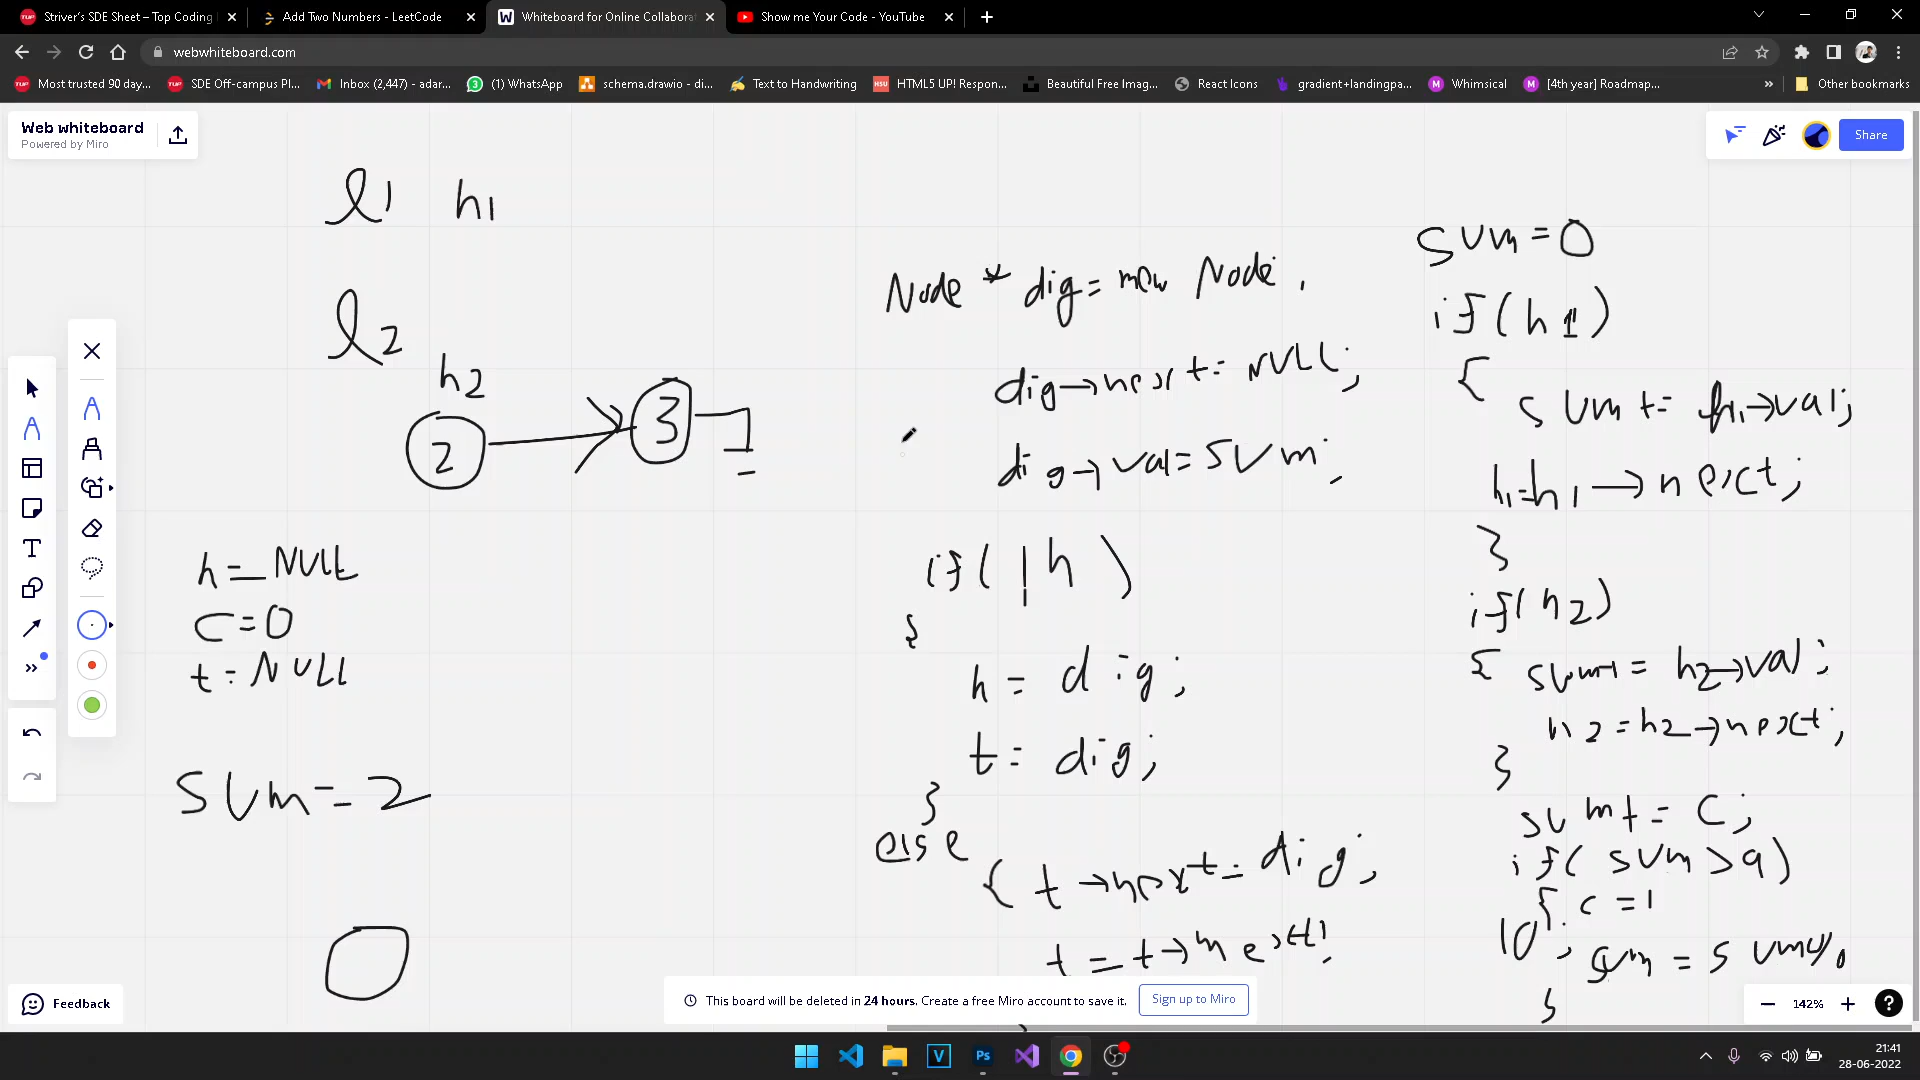 Striver's SDE Sheet – Top Coding
Add Two Numbers - LeetCode
Whiteboard for Online Collabora
Show me Your Code - YouTube
webwhiteboard.com
Most trusted 90 day...
SDE Off-campus Pl...
Inbox (2,447) - adar...
(1) WhatsApp
schema.drawio - di...
Text to Handwriting
HTML5 UP! Respon...
Beautiful Free Imag...
React Icons
gradient+landingpa...
Whimsical
[4th year] Roadmap...
Other bookmarks
Web whiteboard
Powered by Miro
Share
l1 h1
l2
h2
2 3
h = NULL
c = 0
t = NULL
sum = 2
Node * dig = new Node,
dig→next = NULL;
dig→val = sum;
if( !h )
{
h = dig;
t = dig;
}
else
{ t→next = dig;
t = t→next;
sum = 0
if(h1)
{
sum += h1→val;
h1=h1→next;
}
if(h2)
{ sum+ = h2→val;
h2 = h2→next;
}
sum+ = c;
if( sum > 9)
{ c = 1
10; sum = sum%
}
This board will be deleted in 24 hours. Create a free Miro account to save it.
Sign up to Miro
Feedback
142%
21:41
28-06-2022